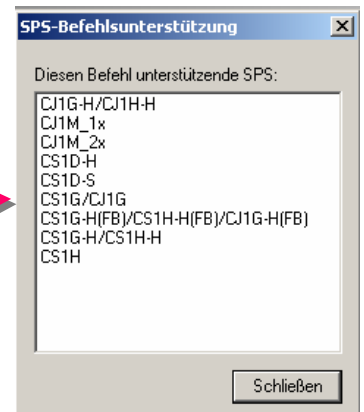 SPS-Befehlsunterstützung
Diesen Befehl unterstützende SPS:
CJ1G-H/CJ1H-H
CJ1M_1x
CJ1M_2x
CS1D-H
CS1D-S
CS1G/CJ1G
CS1G-H(FB)/CS1H-H(FB)/CJ1G-H(FB)
CS1G-H/CS1H-H
CS1H
Schließen